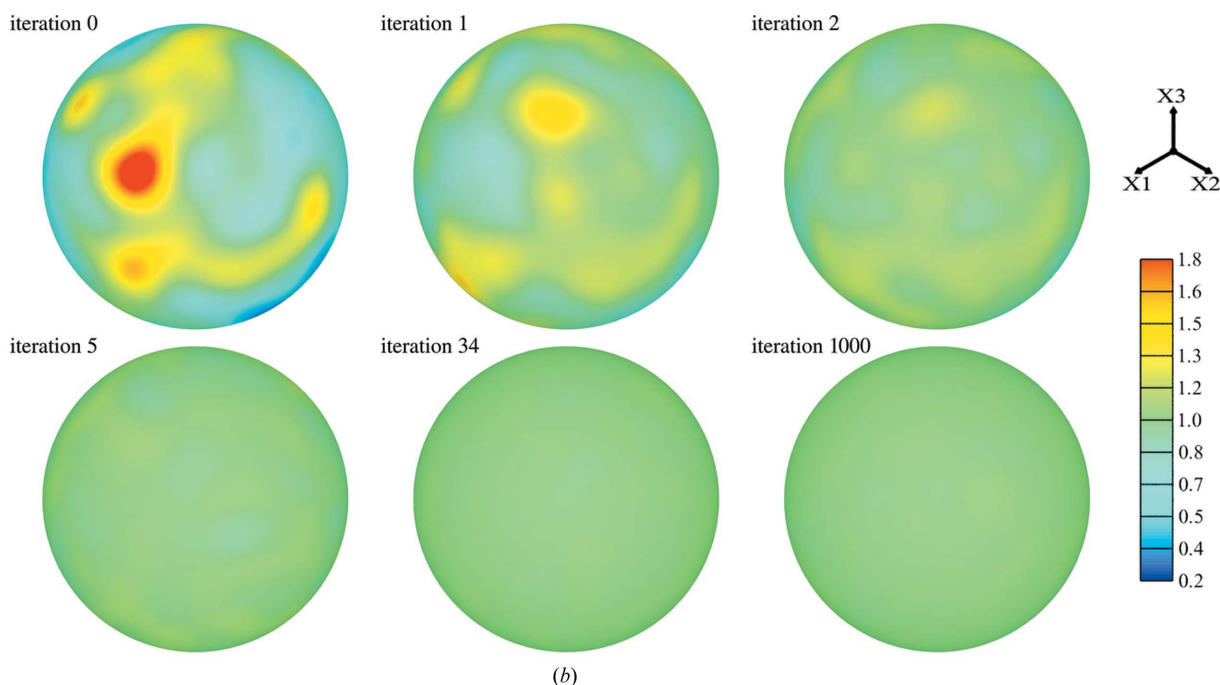 iteration 0
iteration 1
iteration 2
X3
X1
X2
1.8
1.6
1.5
1.3
1.2
1.0
0.8
0.7
0.5
0.4
0.2
iteration 5
iteration 34
iteration 1000
(b)